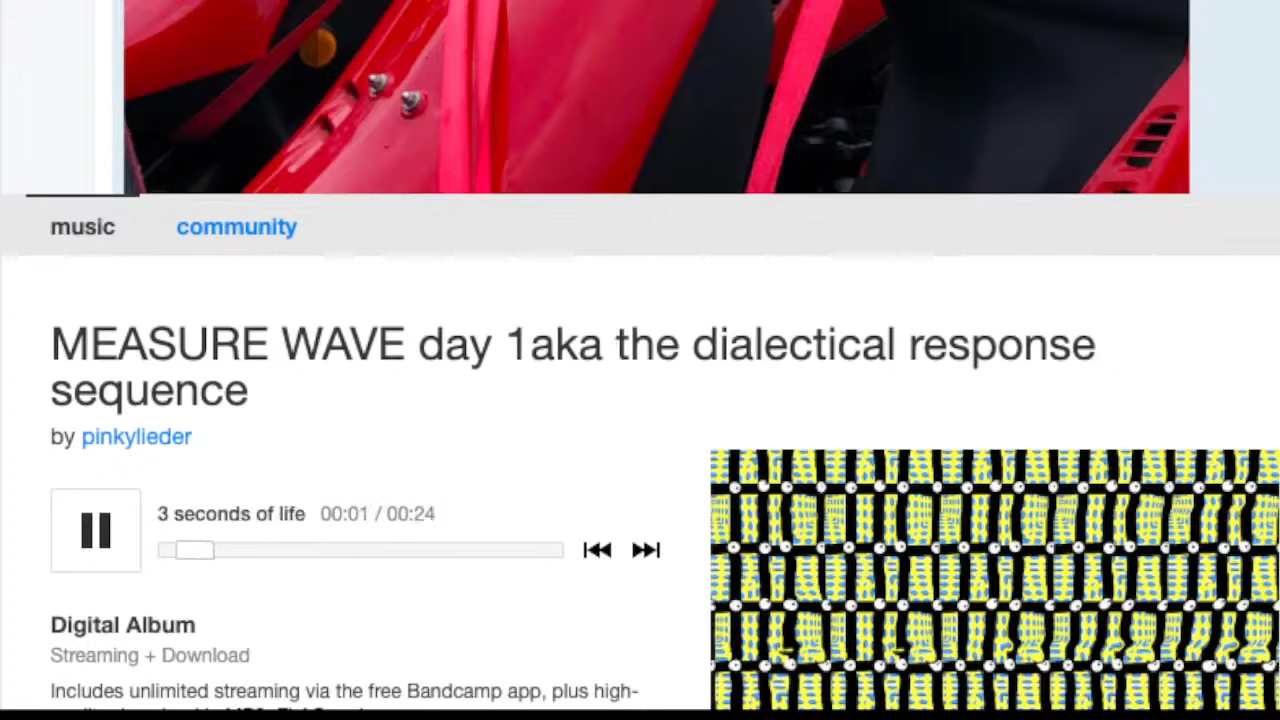 music community
MEASURE WAVE day 1aka the dialectical response
sequence
by pinkylieder
3 seconds of life 00:01 / 00:24
Digital Album
Streaming + Download
Includes unlimited streaming via the free Bandcamp app, plus high-